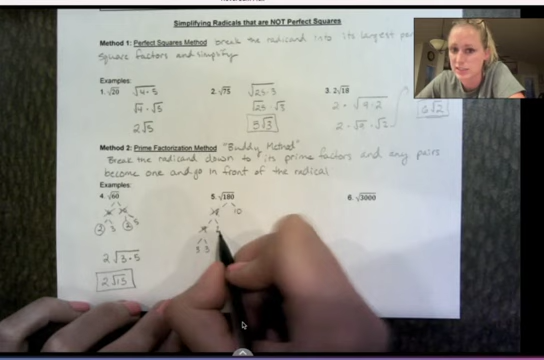 Simplifying Radicals that are NOT Perfect Squares
Method 1: Perfect Squares Method break the radicand into its largest per
square factors and simplify
Examples:
1. √20 √4·5 2. √75 √25·3 3. 2√18
√4·√5 √25·√3 2·√9·2
2√5 5√3 2·√9·√2 6√2
Method 2: Prime Factorization Method "Buddy Method"
Break the radicand down to its prime factors and any pairs
become one and go in front of the radical
Examples:
4. √60 5. √180 6. √3000
10
2 3 2 5
3 3
2√3·5
2√15